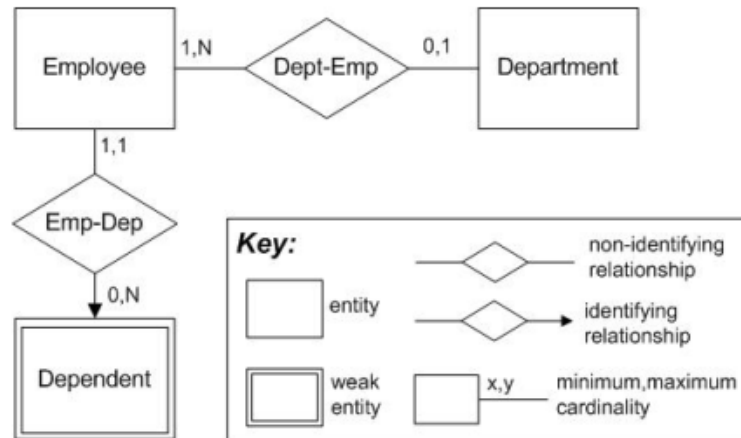 Employee
1,N
Dept-Emp
0,1
Department
1,1
Emp-Dep
0,N
Dependent
Key:
entity
non-identifying
relationship
identifying
relationship
weak
entity
x,y
minimum,maximum
cardinality